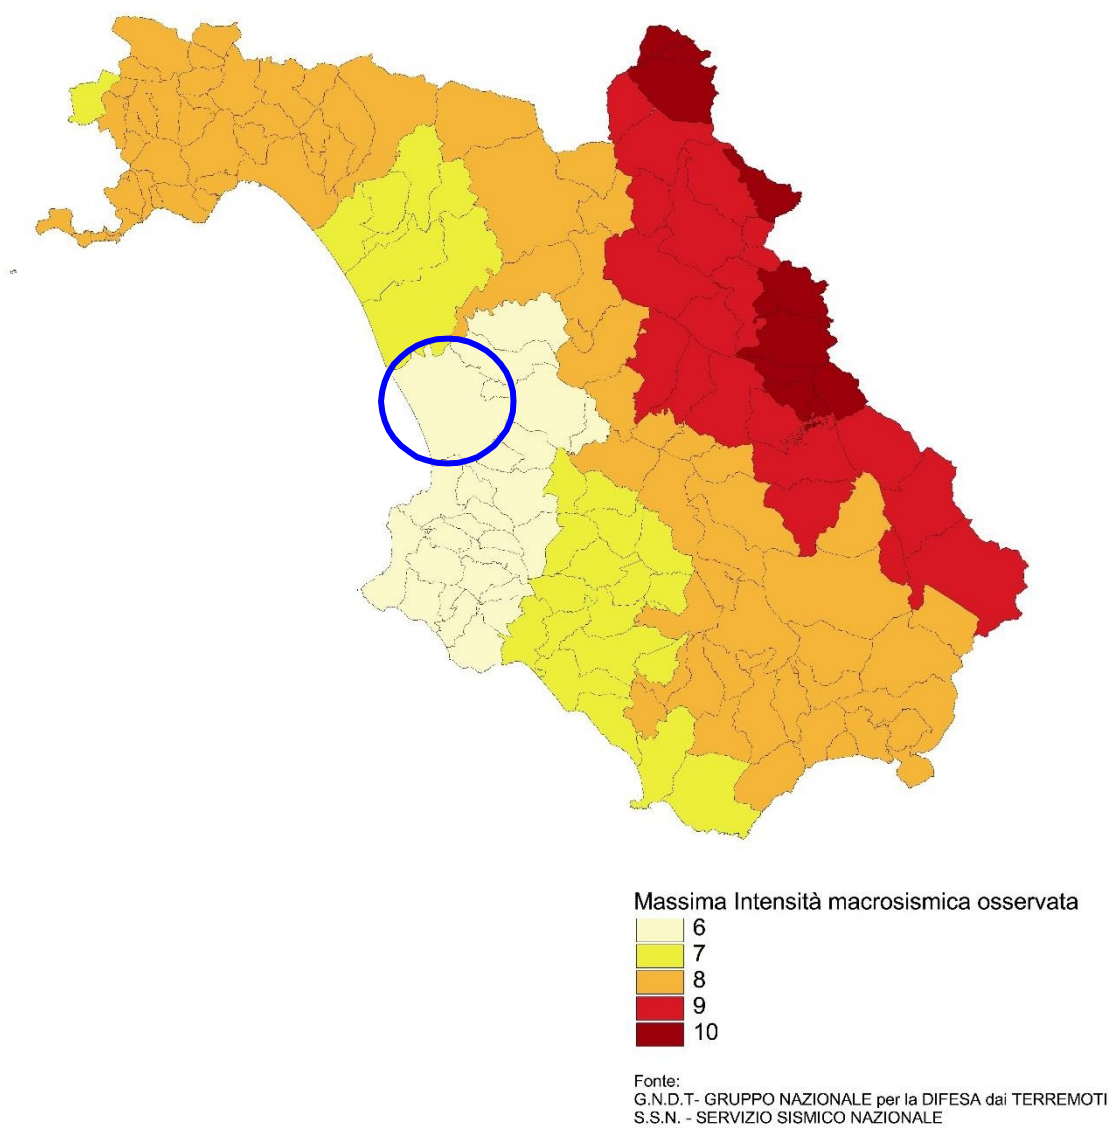 Massima Intensità macrosismica osservata
6
7
8
9
10
Fonte:
G.N.D.T- GRUPPO NAZIONALE per la DIFESA dai TERREMOTI
S.S.N. - SERVIZIO SISMICO NAZIONALE